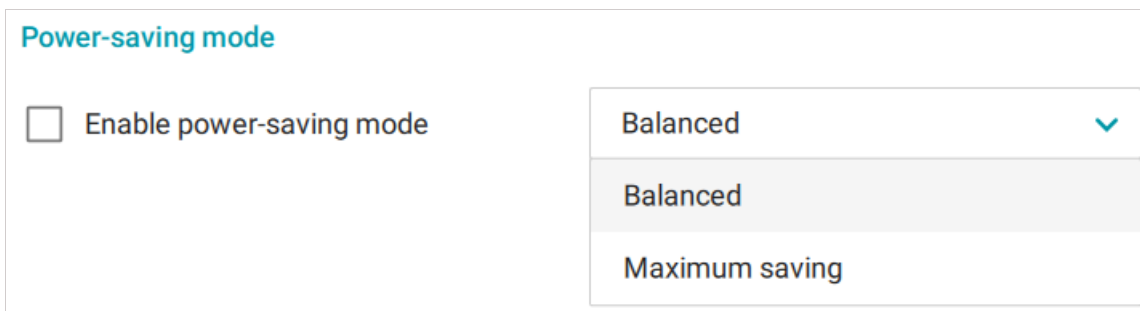 Power-saving mode
Enable power-saving mode
Balanced
Balanced
Maximum saving